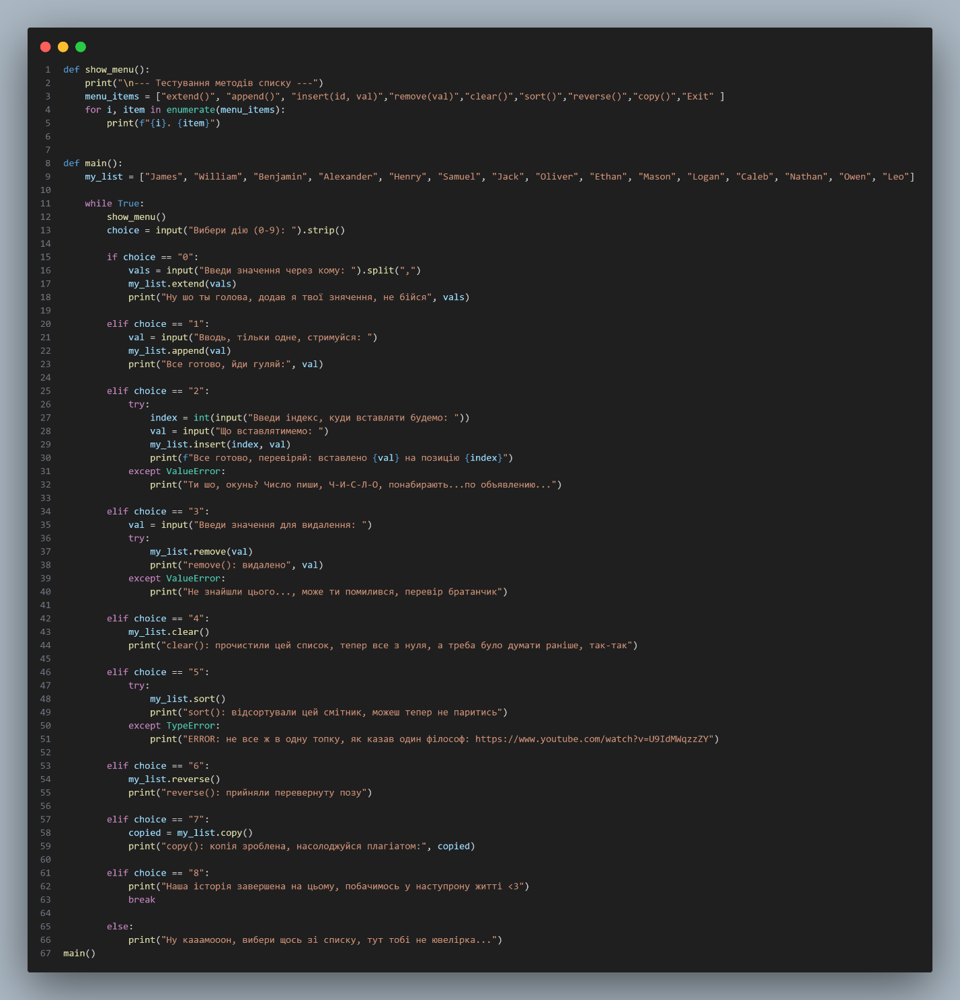 1 def show_menu():
2     print("\n--- Тестування методів списку ---")
3     menu_items = ["extend()", "append()", "insert(id, val)","remove(val)","clear()","sort()","reverse()","copy()","Exit" ]
4     for i, item in enumerate(menu_items):
5         print(f"{i}. {item}")
6
7
8 def main():
9     my_list = ["James", "William", "Benjamin", "Alexander", "Henry", "Samuel", "Jack", "Oliver", "Ethan", "Mason", "Logan", "Caleb", "Nathan", "Owen", "Leo"]
10
11     while True:
12         show_menu()
13         choice = input("Вибери дію (0-9): ").strip()
14
15         if choice == "0":
16             vals = input("Введи значення через кому: ").split(",")
17             my_list.extend(vals)
18             print("Ну шо ты голова, додав я твої знячення, не бійся", vals)
19
20         elif choice == "1":
21             val = input("Вводь, тільки одне, стримуйся: ")
22             my_list.append(val)
23             print("Все готово, йди гуляй:", val)
24
25         elif choice == "2":
26             try:
27                 index = int(input("Введи індекс, куди вставляти будемо: "))
28                 val = input("Що вставлятимемо: ")
29                 my_list.insert(index, val)
30                 print(f"Все готово, перевіряй: вставлено {val} на позицію {index}")
31             except ValueError:
32                 print("Ти шо, окунь? Число пиши, Ч-И-С-Л-О, понабирають...по объявлению...")
33
34         elif choice == "3":
35             val = input("Введи значення для видалення: ")
36             try:
37                 my_list.remove(val)
38                 print("remove(): видалено", val)
39             except ValueError:
40                 print("Не знайшли цього..., може ти помилився, перевір братанчик")
41
42         elif choice == "4":
43             my_list.clear()
44             print("clear(): прочистили цей список, тепер все з нуля, а треба було думати раніше, так-так")
45
46         elif choice == "5":
47             try:
48                 my_list.sort()
49                 print("sort(): відсортували цей смітник, можеш тепер не паритись")
50             except TypeError:
51                 print("ERROR: не все ж в одну топку, як казав один філософ: https://www.youtube.com/watch?v=U9IdMWqzzZY")
52
53         elif choice == "6":
54             my_list.reverse()
55             print("reverse(): прийняли перевернуту позу")
56
57         elif choice == "7":
58             copied = my_list.copy()
59             print("copy(): копія зроблена, насолоджуйся плагіатом:", copied)
60
61         elif choice == "8":
62             print("Наша історія завершена на цьому, побачимось у наступрону житті <3")
63             break
64
65         else:
66             print("Ну кааамооон, вибери щось зі списку, тут тобі не ювелірка...")
67 main()